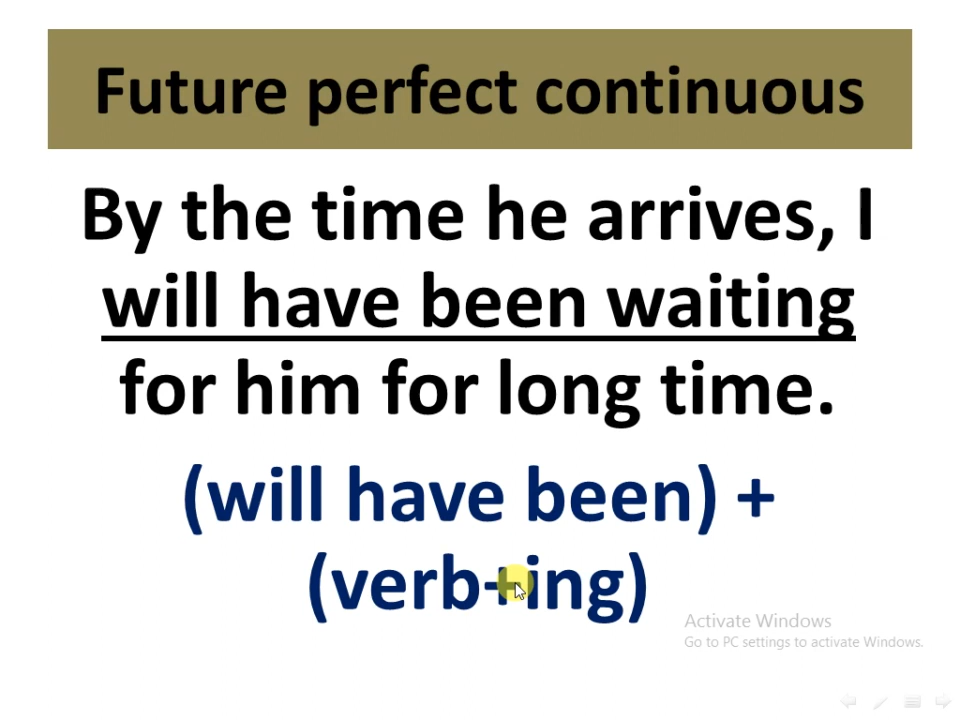 Future perfect continuous
By the time he arrives, I
will have been waiting
for him for long time.
(will have been) +
(verb+ing)
Activate Windows
Go to PC settings to activate Windows.